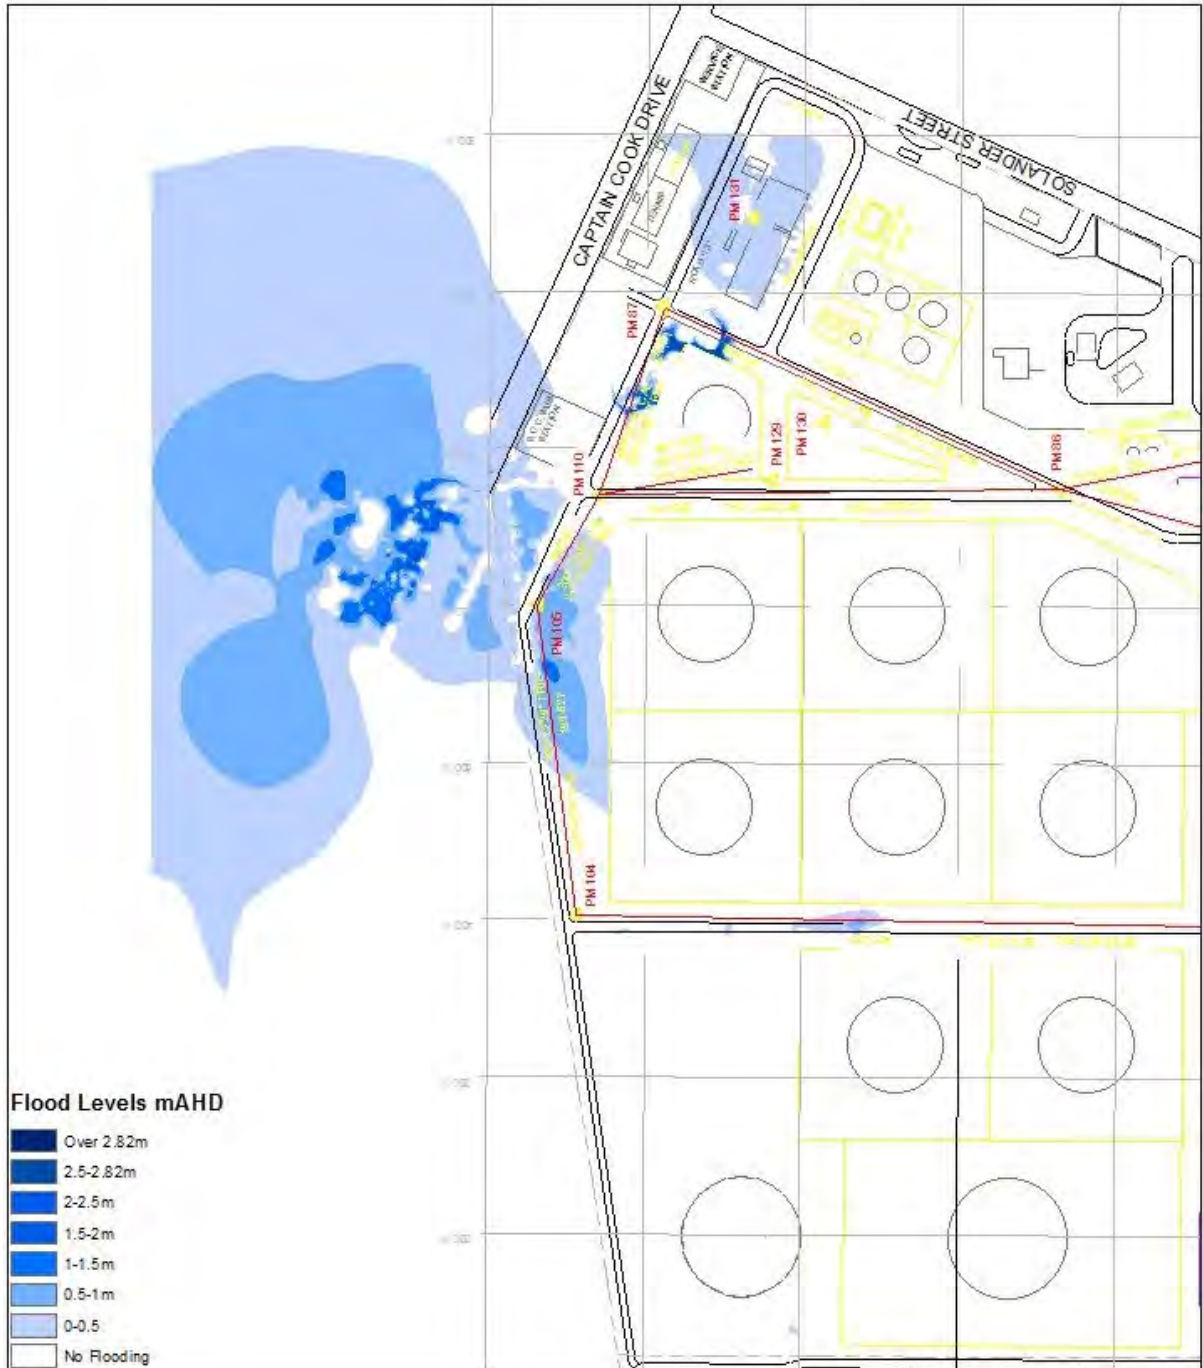 SERVICE
STATION
CAPTAIN COOK DRIVE
SOLANDER STREET
PM 131
PM 87
PM 129
PM 130
PM 110
PM 86
PM 105
PM 104
Flood Levels mAHD
Over 2.82m
2.5-2.82m
2-2.5m
1.5-2m
1-1.5m
0.5-1m
0-0.5
No Flooding